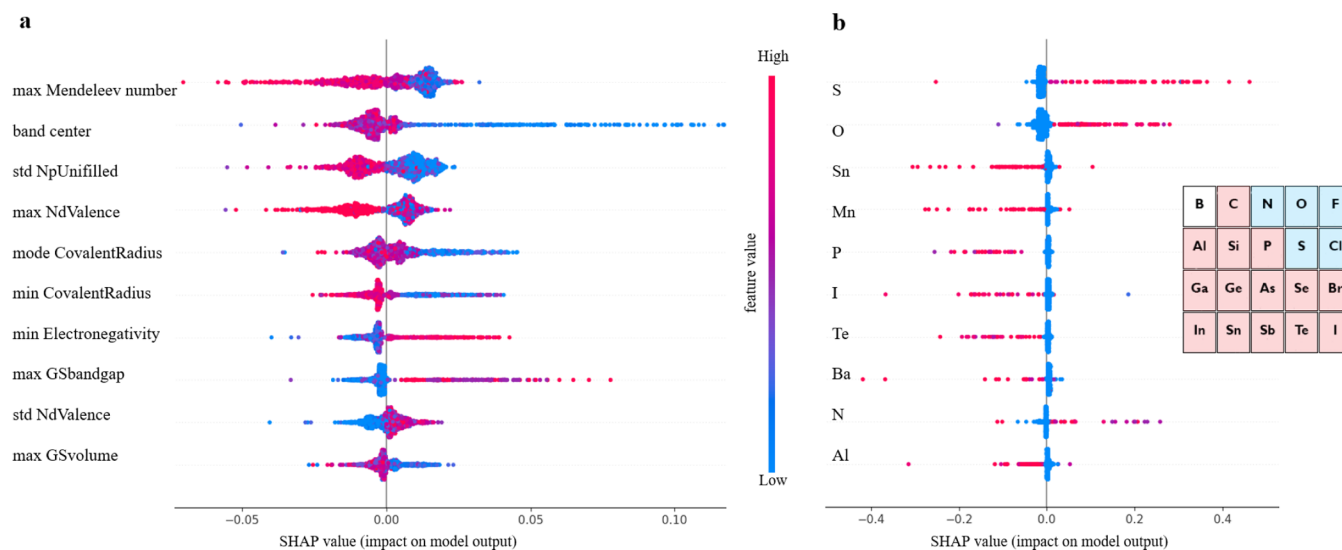 a
max Mendeleev number
band center
std NpUnifilled
max NdValence
mode CovalentRadius
min CovalentRadius
min Electronegativity
max GSbandgap
std NdValence
max GSvolume
−0.05 0.00 0.05 0.10
SHAP value (impact on model output)
High
feature value
Low
b
S
O
Sn
Mn
P
I
Te
Ba
N
Al
−0.4 −0.2 0.0 0.2 0.4
SHAP value (impact on model output)
B C N O F
Al Si P S Cl
Ga Ge As Se Br
In Sn Sb Te I